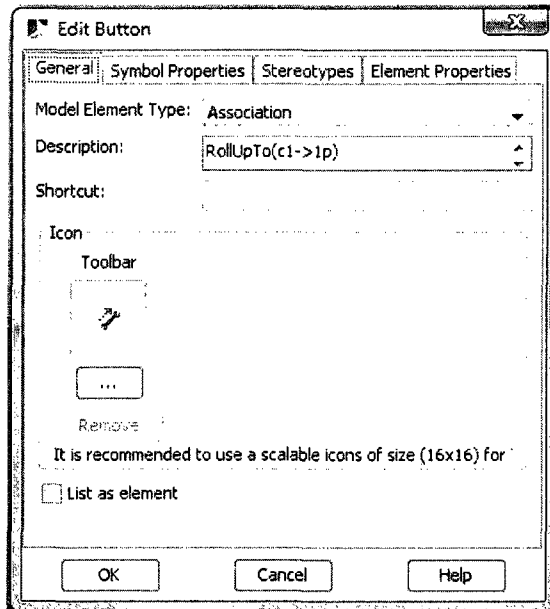 Edit Button
General Symbol Properties Stereotypes Element Properties
Model Element Type: Association
Description: RollUpTo(c1->1p)
Shortcut:
Icon
Toolbar
...
Remove
It is recommended to use a scalable icons of size (16x16) for
List as element
OK Cancel Help